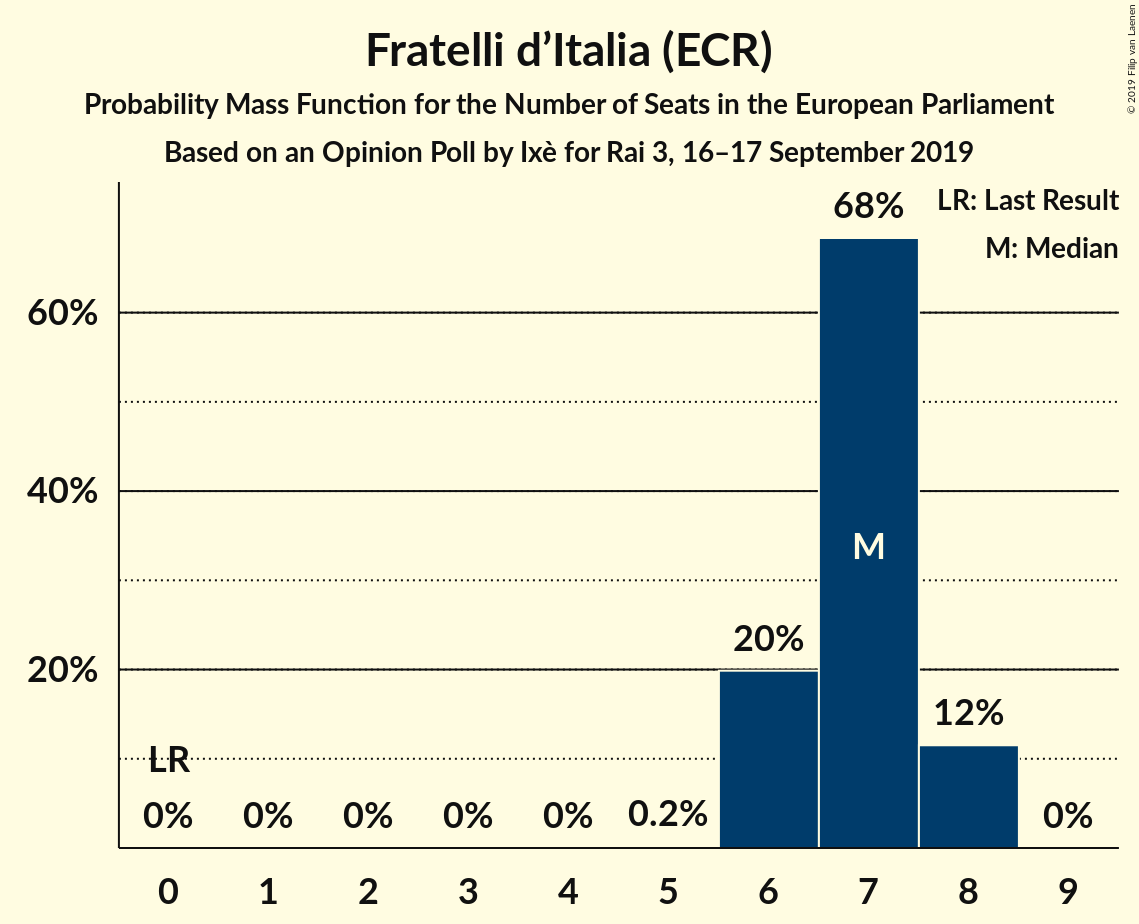 Fratelli d’Italia (ECR)
Probability Mass Function for the Number of Seats in the European Parliament
Based on an Opinion Poll by Ixè for Rai 3, 16–17 September 2019
© 2019 Filip van Laenen
LR: Last Result
M: Median
68%
60%
40%
M
20%
20%
12%
LR
0% 0% 0% 0% 0% 0.2% 0%
0 1 2 3 4 5 6 7 8 9